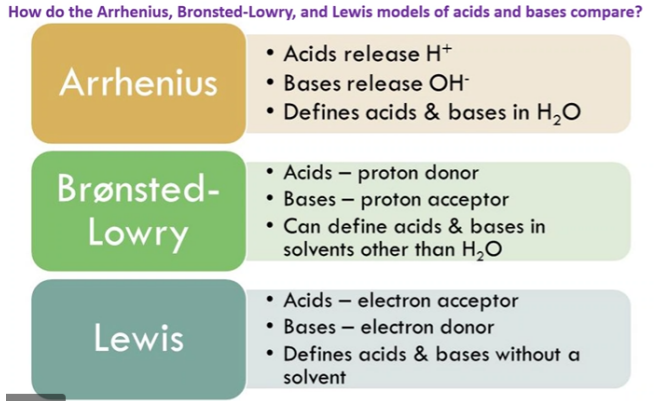 How do the Arrhenius, Bronsted-Lowry, and Lewis models of acids and bases compare?
Arrhenius
• Acids release H⁺
• Bases release OH⁻
• Defines acids & bases in H₂O
Brønsted-
Lowry
• Acids – proton donor
• Bases – proton acceptor
• Can define acids & bases in
solvents other than H₂O
Lewis
• Acids – electron acceptor
• Bases – electron donor
• Defines acids & bases without a
solvent